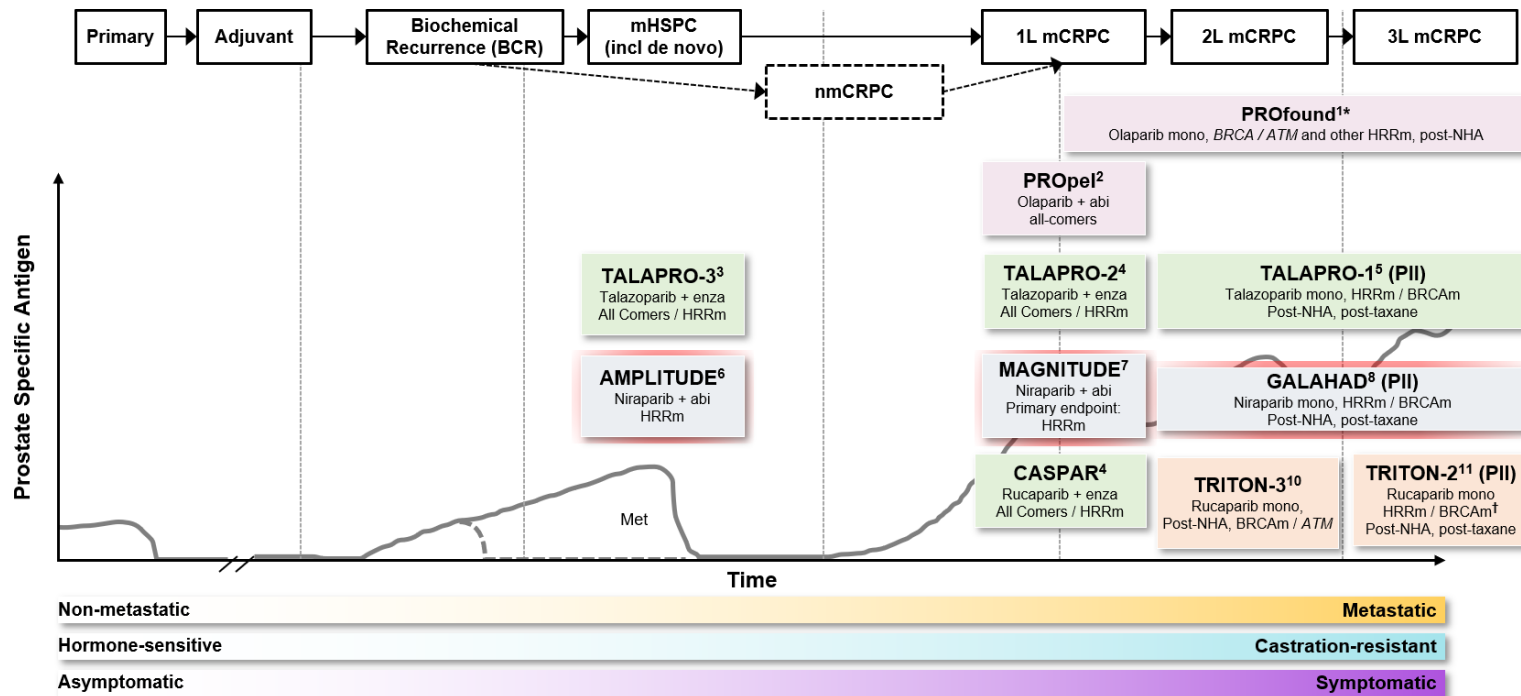 Primary
Adjuvant
Biochemical
Recurrence (BCR)
mHSPC
(incl de novo)
1L mCRPC
2L mCRPC
3L mCRPC
nmCRPC
PROfound¹*
Olaparib mono, BRCA / ATM and other HRRm, post-NHA
PROpel²
Olaparib + abi
all-comers
TALAPRO-3³
Talazoparib + enza
All Comers / HRRm
TALAPRO-2⁴
Talazoparib + enza
All Comers / HRRm
TALAPRO-1⁵ (PII)
Talazoparib mono, HRRm / BRCAm
Post-NHA, post-taxane
AMPLITUDE⁶
Niraparib + abi
HRRm
MAGNITUDE⁷
Niraparib + abi
Primary endpoint:
HRRm
GALAHAD⁸ (PII)
Niraparib mono, HRRm / BRCAm
Post-NHA, post-taxane
CASPAR⁴
Rucaparib + enza
All Comers / HRRm
TRITON-3¹⁰
Rucaparib mono,
Post-NHA, BRCAm / ATM
TRITON-2¹¹ (PII)
Rucaparib mono
HRRm / BRCAm†
Post-NHA, post-taxane
Met
Prostate Specific Antigen
Time
Non-metastatic
Metastatic
Hormone-sensitive
Castration-resistant
Asymptomatic
Symptomatic